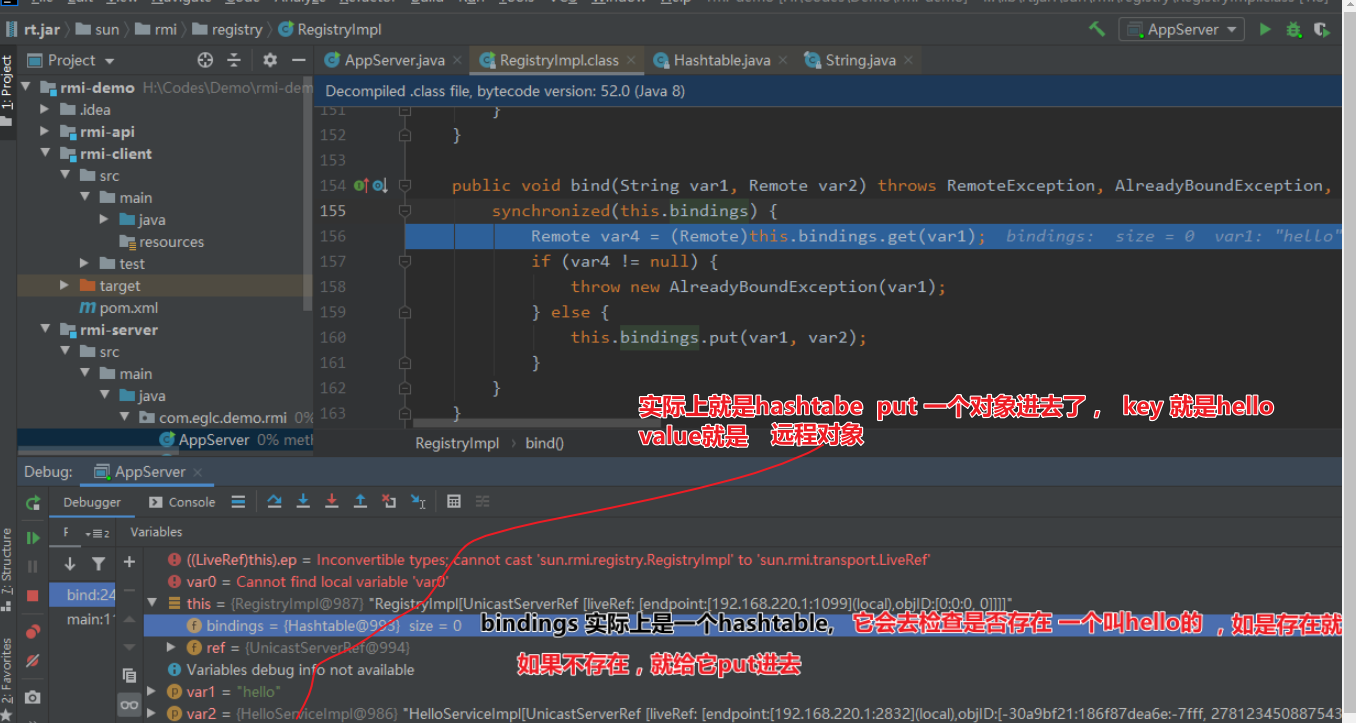 rt.jar sun rmi registry RegistryImpl AppServer
1: Project
Project
AppServer.java RegistryImpl.class Hashtable.java String.java
rmi-demo H:\Codes\Demo\rmi-dem
Decompiled .class file, bytecode version: 52.0 (Java 8)
.idea
rmi-api
rmi-client
src
main
java
resources
test
target
pom.xml
rmi-server
src
main
java
com.eglc.demo.rmi 0%
AppServer 0% meth
151 }
152 }
153
154 public void bind(String var1, Remote var2) throws RemoteException, AlreadyBoundException,
155 synchronized(this.bindings) {
156 Remote var4 = (Remote)this.bindings.get(var1); bindings: size = 0 var1: "hello"
157 if (var4 != null) {
158 throw new AlreadyBoundException(var1);
159 } else {
160 this.bindings.put(var1, var2);
161 }
162 }
163 }
实际上就是hashtabe put 一个对象进去了， key 就是hello
value就是 远程对象
RegistryImpl bind()
Debug: AppServer
Debugger Console
F 2 Variables
bind:24
main:1
((LiveRef)this).ep = Inconvertible types; cannot cast 'sun.rmi.registry.RegistryImpl' to 'sun.rmi.transport.LiveRef'
var0 = Cannot find local variable 'var0'
this = {RegistryImpl@987} "RegistryImpl[UnicastServerRef [liveRef: [endpoint:[192.168.220.1:1099](local),objID:[0:0:0, 0]]]]"
bindings = {Hashtable@993} size = 0 bindings 实际上是一个hashtable, 它会去检查是否存在 一个叫hello的 ，如是存在就
ref = {UnicastServerRef@994}
如果不存在，就给它put进去
Variables debug info not available
var1 = "hello"
var2 = {HelloServiceImpl@986} "HelloServiceImpl[UnicastServerRef [liveRef: [endpoint:[192.168.220.1:2832](local),objID:[-30a9bf21:186f87dea6e:-7fff, 278123450887543
Z: Structure
2: Favorites